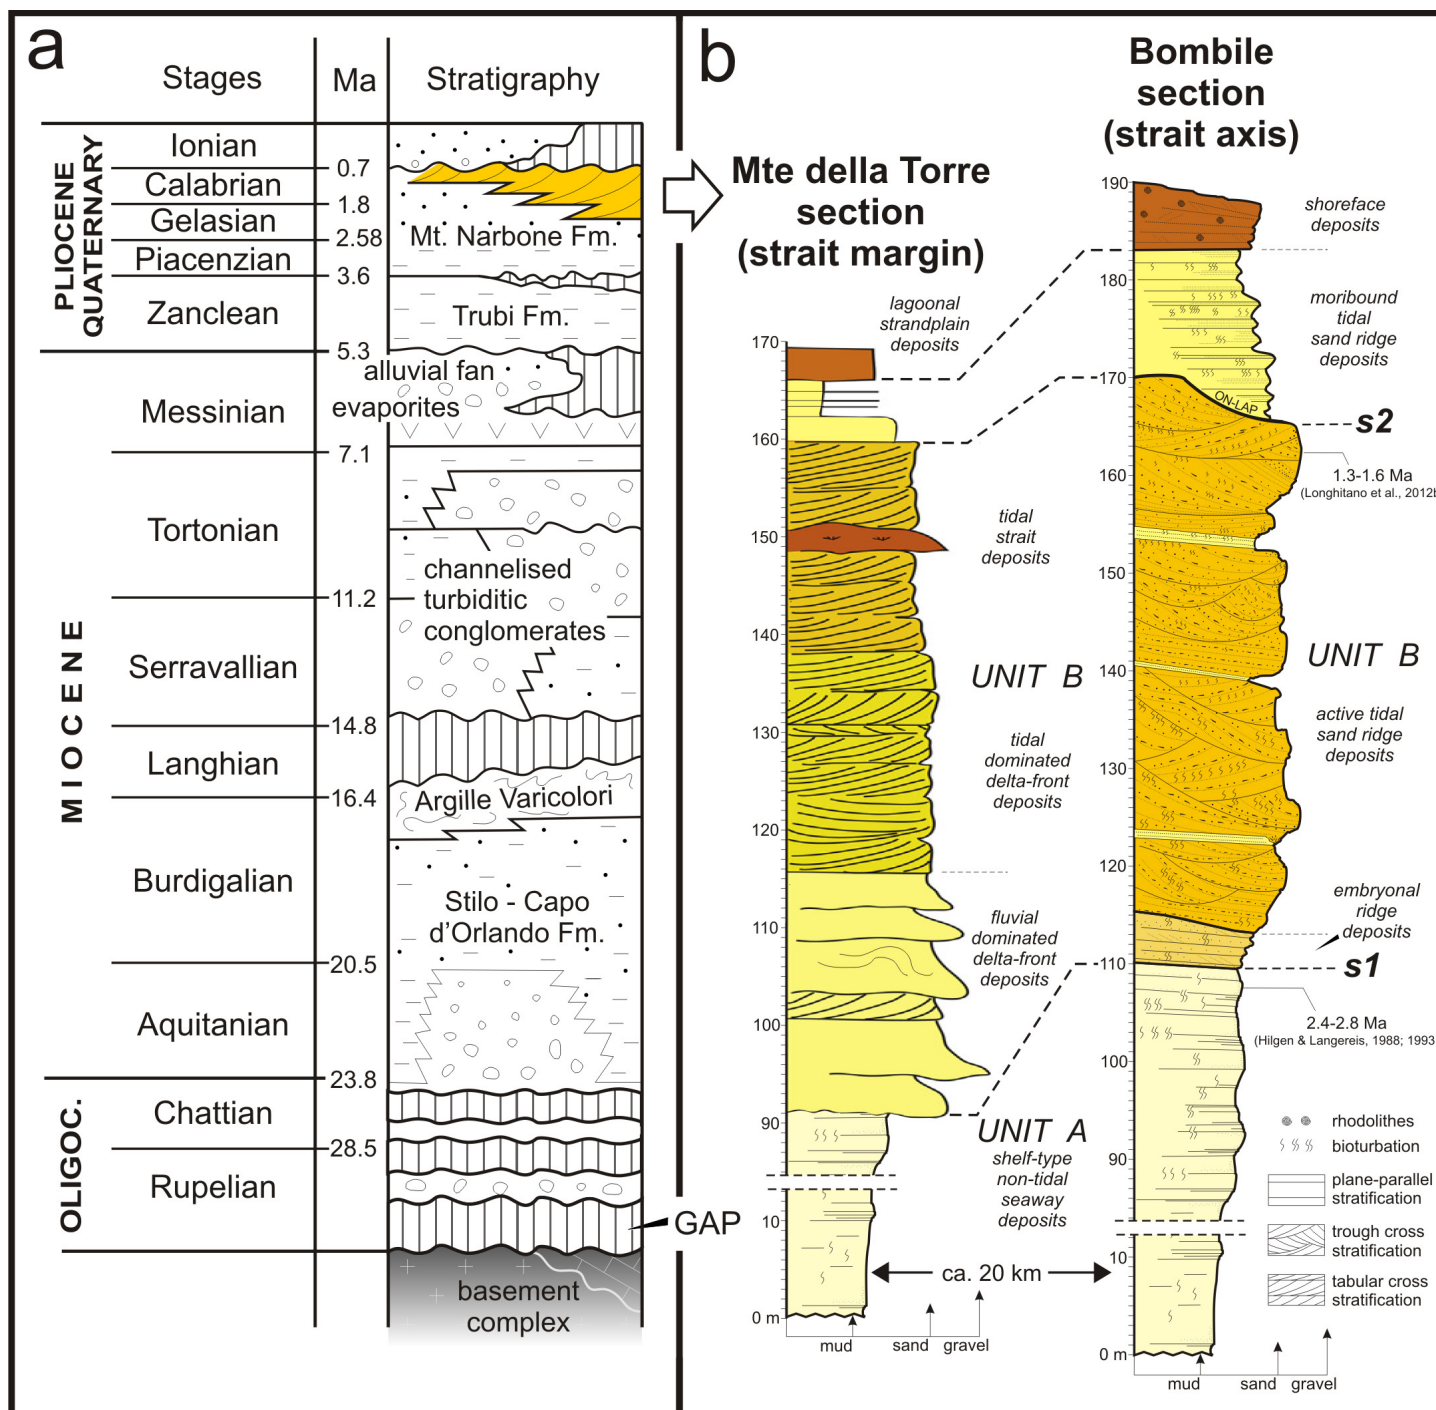 a
Stages
Ma
Stratigraphy
PLIOCENE
QUATERNARY
Ionian
0.7
Calabrian
1.8
Gelasian
2.58
Mt. Narbone Fm.
Piacenzian
3.6
Zanclean
Trubi Fm.
5.3
alluvial fan
evaporites
Messinian
7.1
MIOCENE
Tortonian
channelised
turbiditic
conglomerates
11.2
Serravallian
14.8
Langhian
16.4
Argille Varicolori
Burdigalian
Stilo - Capo
d'Orlando Fm.
20.5
Aquitanian
23.8
OLIGOC.
Chattian
28.5
Rupelian
GAP
basement
complex
b
Mte della Torre
section
(strait margin)
lagoonal
strandplain
deposits
170
160
150
140
130
120
110
100
90
10
0 m
tidal
strait
deposits
UNIT B
tidal
dominated
delta-front
deposits
fluvial
dominated
delta-front
deposits
UNIT A
shelf-type
non-tidal
seaway
deposits
ca. 20 km
mud
sand
gravel
Bombile
section
(strait axis)
190
180
170
160
150
140
130
120
110
100
90
10
0 m
shoreface
deposits
moribound
tidal
sand ridge
deposits
ON-LAP
s2
1.3-1.6 Ma
(Longhitano et al., 2012b
UNIT B
active tidal
sand ridge
deposits
embryonal
ridge
deposits
s1
2.4-2.8 Ma
(Hilgen & Langereis, 1988; 1993
rhodolithes
bioturbation
plane-parallel
stratification
trough cross
stratification
tabular cross
stratification
mud
sand
gravel